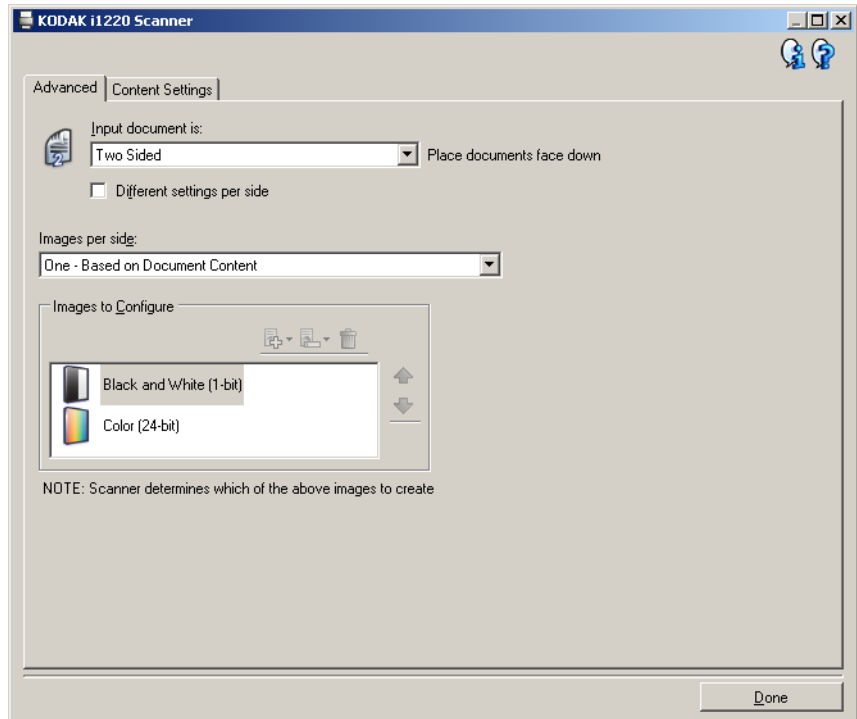 KODAK i1220 Scanner
Advanced
Content Settings
Input document is:
Two Sided
Place documents face down
Different settings per side
Images per side:
One - Based on Document Content
Images to Configure
Black and White (1-bit)
Color (24-bit)
NOTE: Scanner determines which of the above images to create
Done